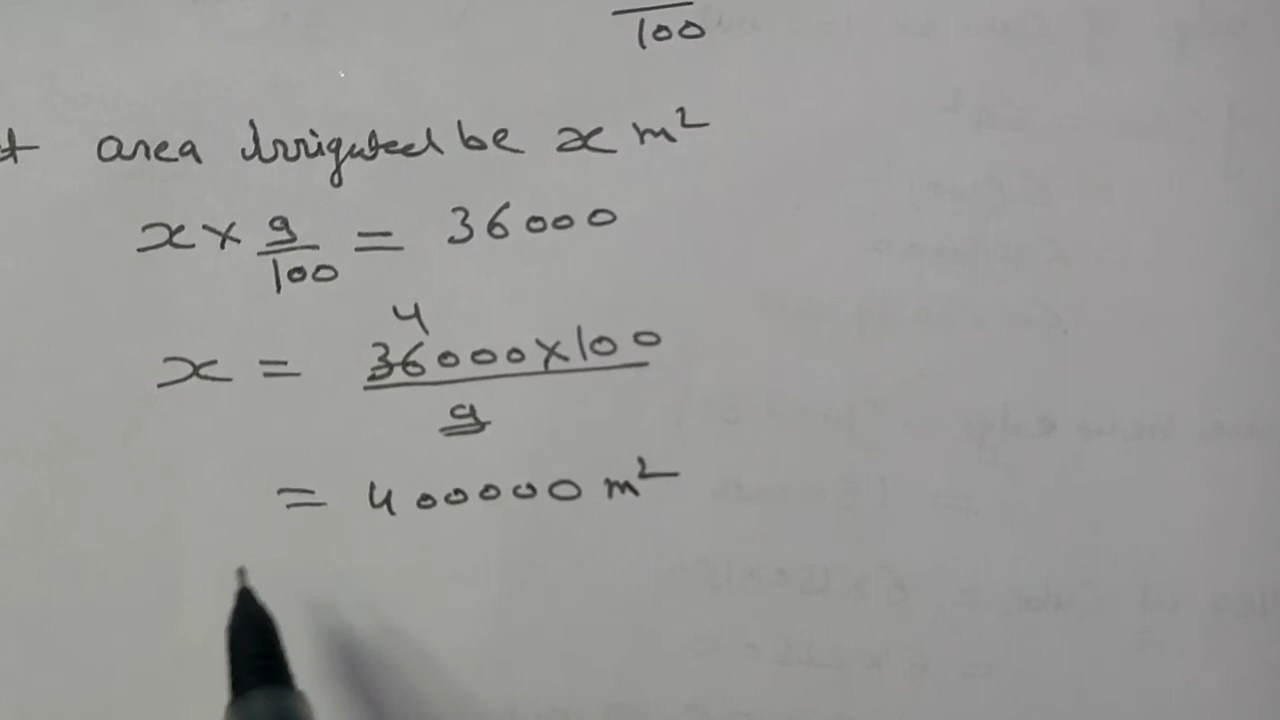 100
area irrigated be x m²
x × 9/100 = 36000
4
x = 36000×100/9
= 400000 m²